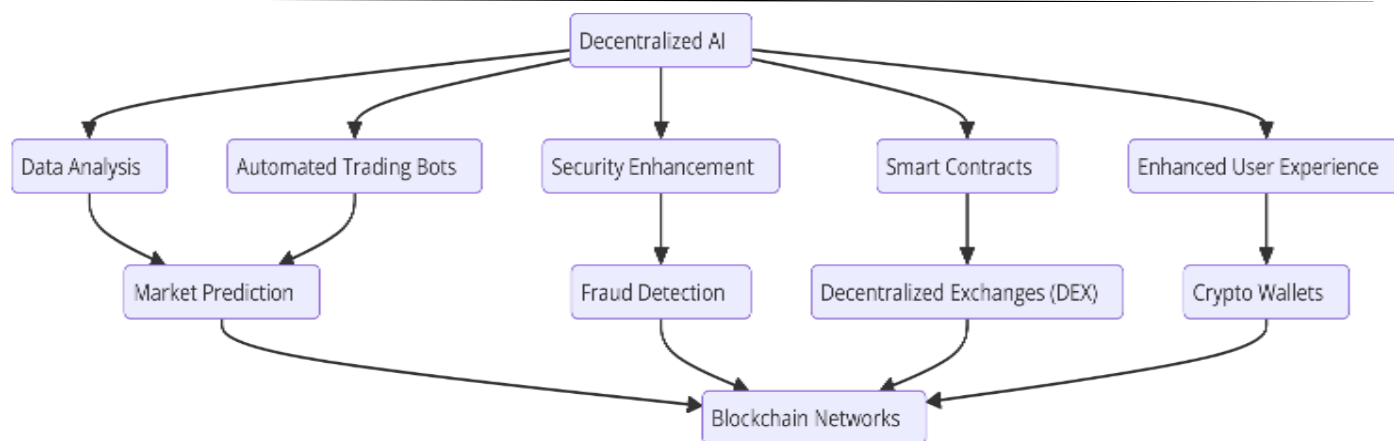 Decentralized AI
Data Analysis
Automated Trading Bots
Security Enhancement
Smart Contracts
Enhanced User Experience
Market Prediction
Fraud Detection
Decentralized Exchanges (DEX)
Crypto Wallets
Blockchain Networks